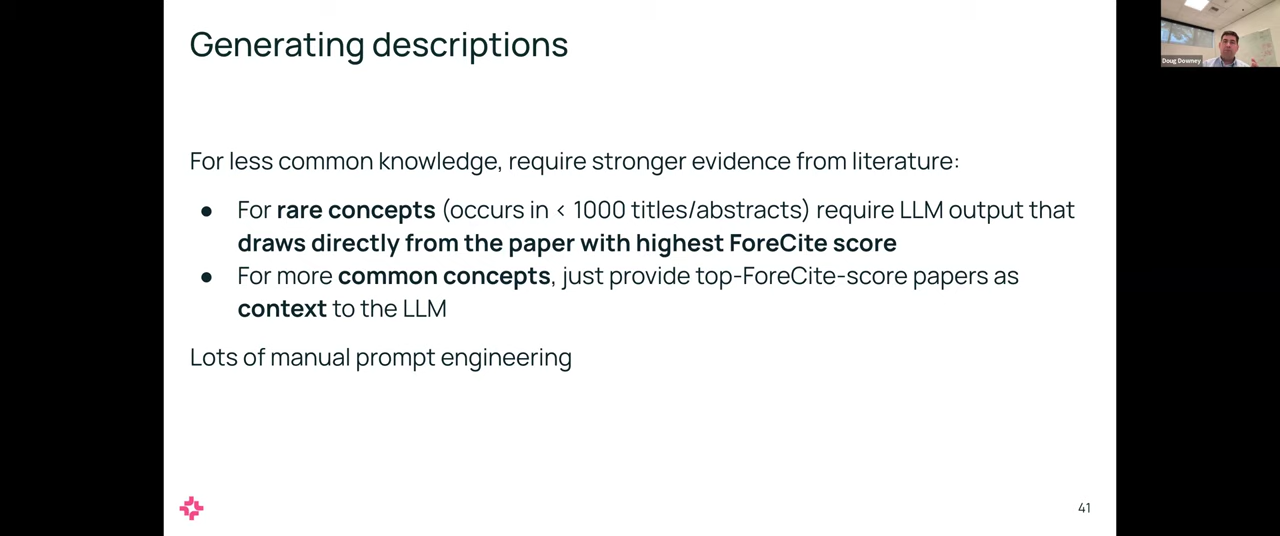 Generating descriptions
Doug Downey
For less common knowledge, require stronger evidence from literature:
● For rare concepts (occurs in < 1000 titles/abstracts) require LLM output that
draws directly from the paper with highest ForeCite score
● For more common concepts, just provide top-ForeCite-score papers as
context to the LLM
Lots of manual prompt engineering
41